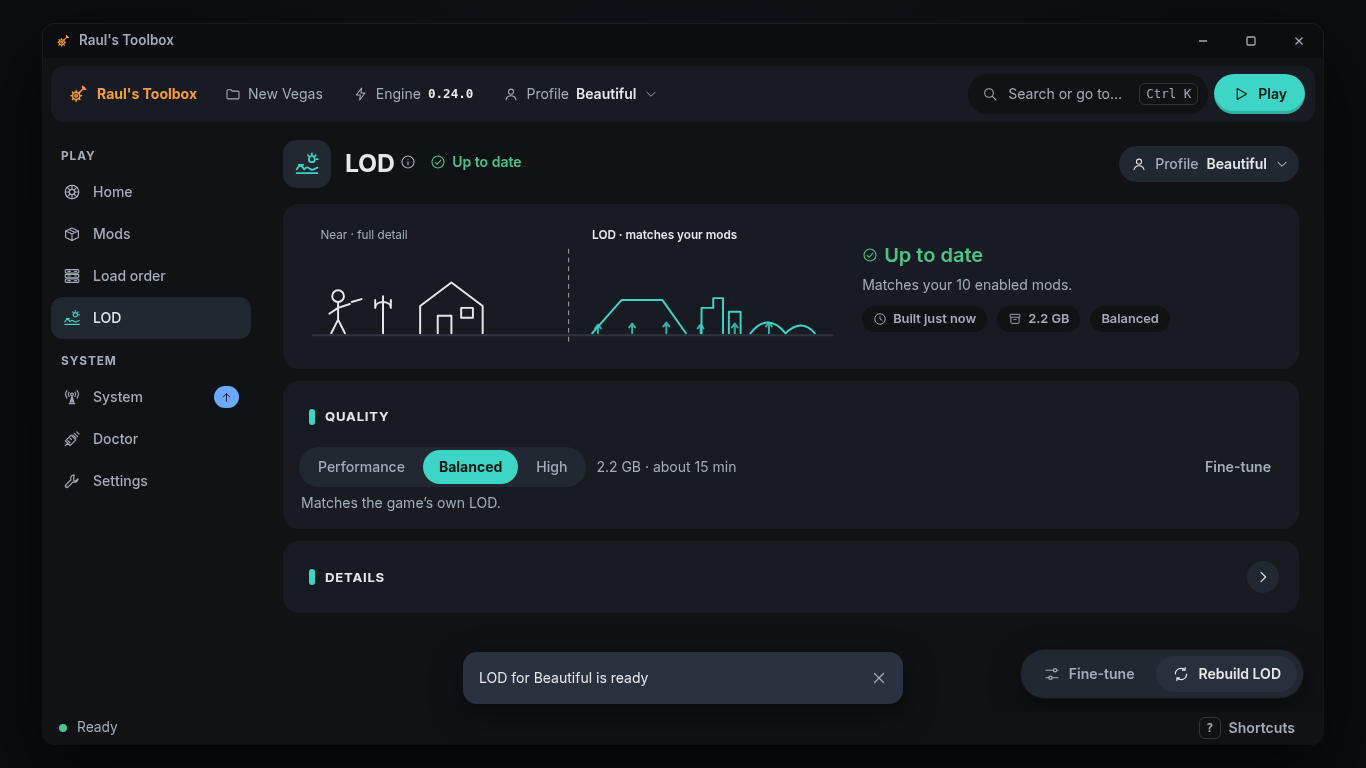 Raul's Toolbox
Raul's Toolbox
New Vegas
Engine 0.24.0
Profile Beautiful
Search or go to...
Ctrl K
Play
PLAY
Home
Mods
Load order
LOD
SYSTEM
System
Doctor
Settings
LOD
Up to date
Profile Beautiful
Near · full detail
LOD · matches your mods
Up to date
Matches your 10 enabled mods.
Built just now
2.2 GB
Balanced
QUALITY
Performance
Balanced
High
2.2 GB · about 15 min
Fine-tune
Matches the game’s own LOD.
DETAILS
LOD for Beautiful is ready
Fine-tune
Rebuild LOD
Ready
? Shortcuts